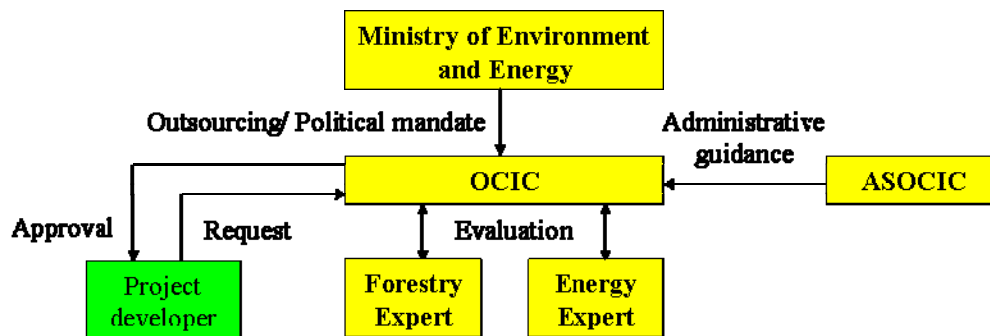 Ministry of Environment
and Energy
Outsourcing/ Political mandate
Administrative
guidance
OCIC
ASOCIC
Approval
Request
Evaluation
Project
developer
Forestry
Expert
Energy
Expert